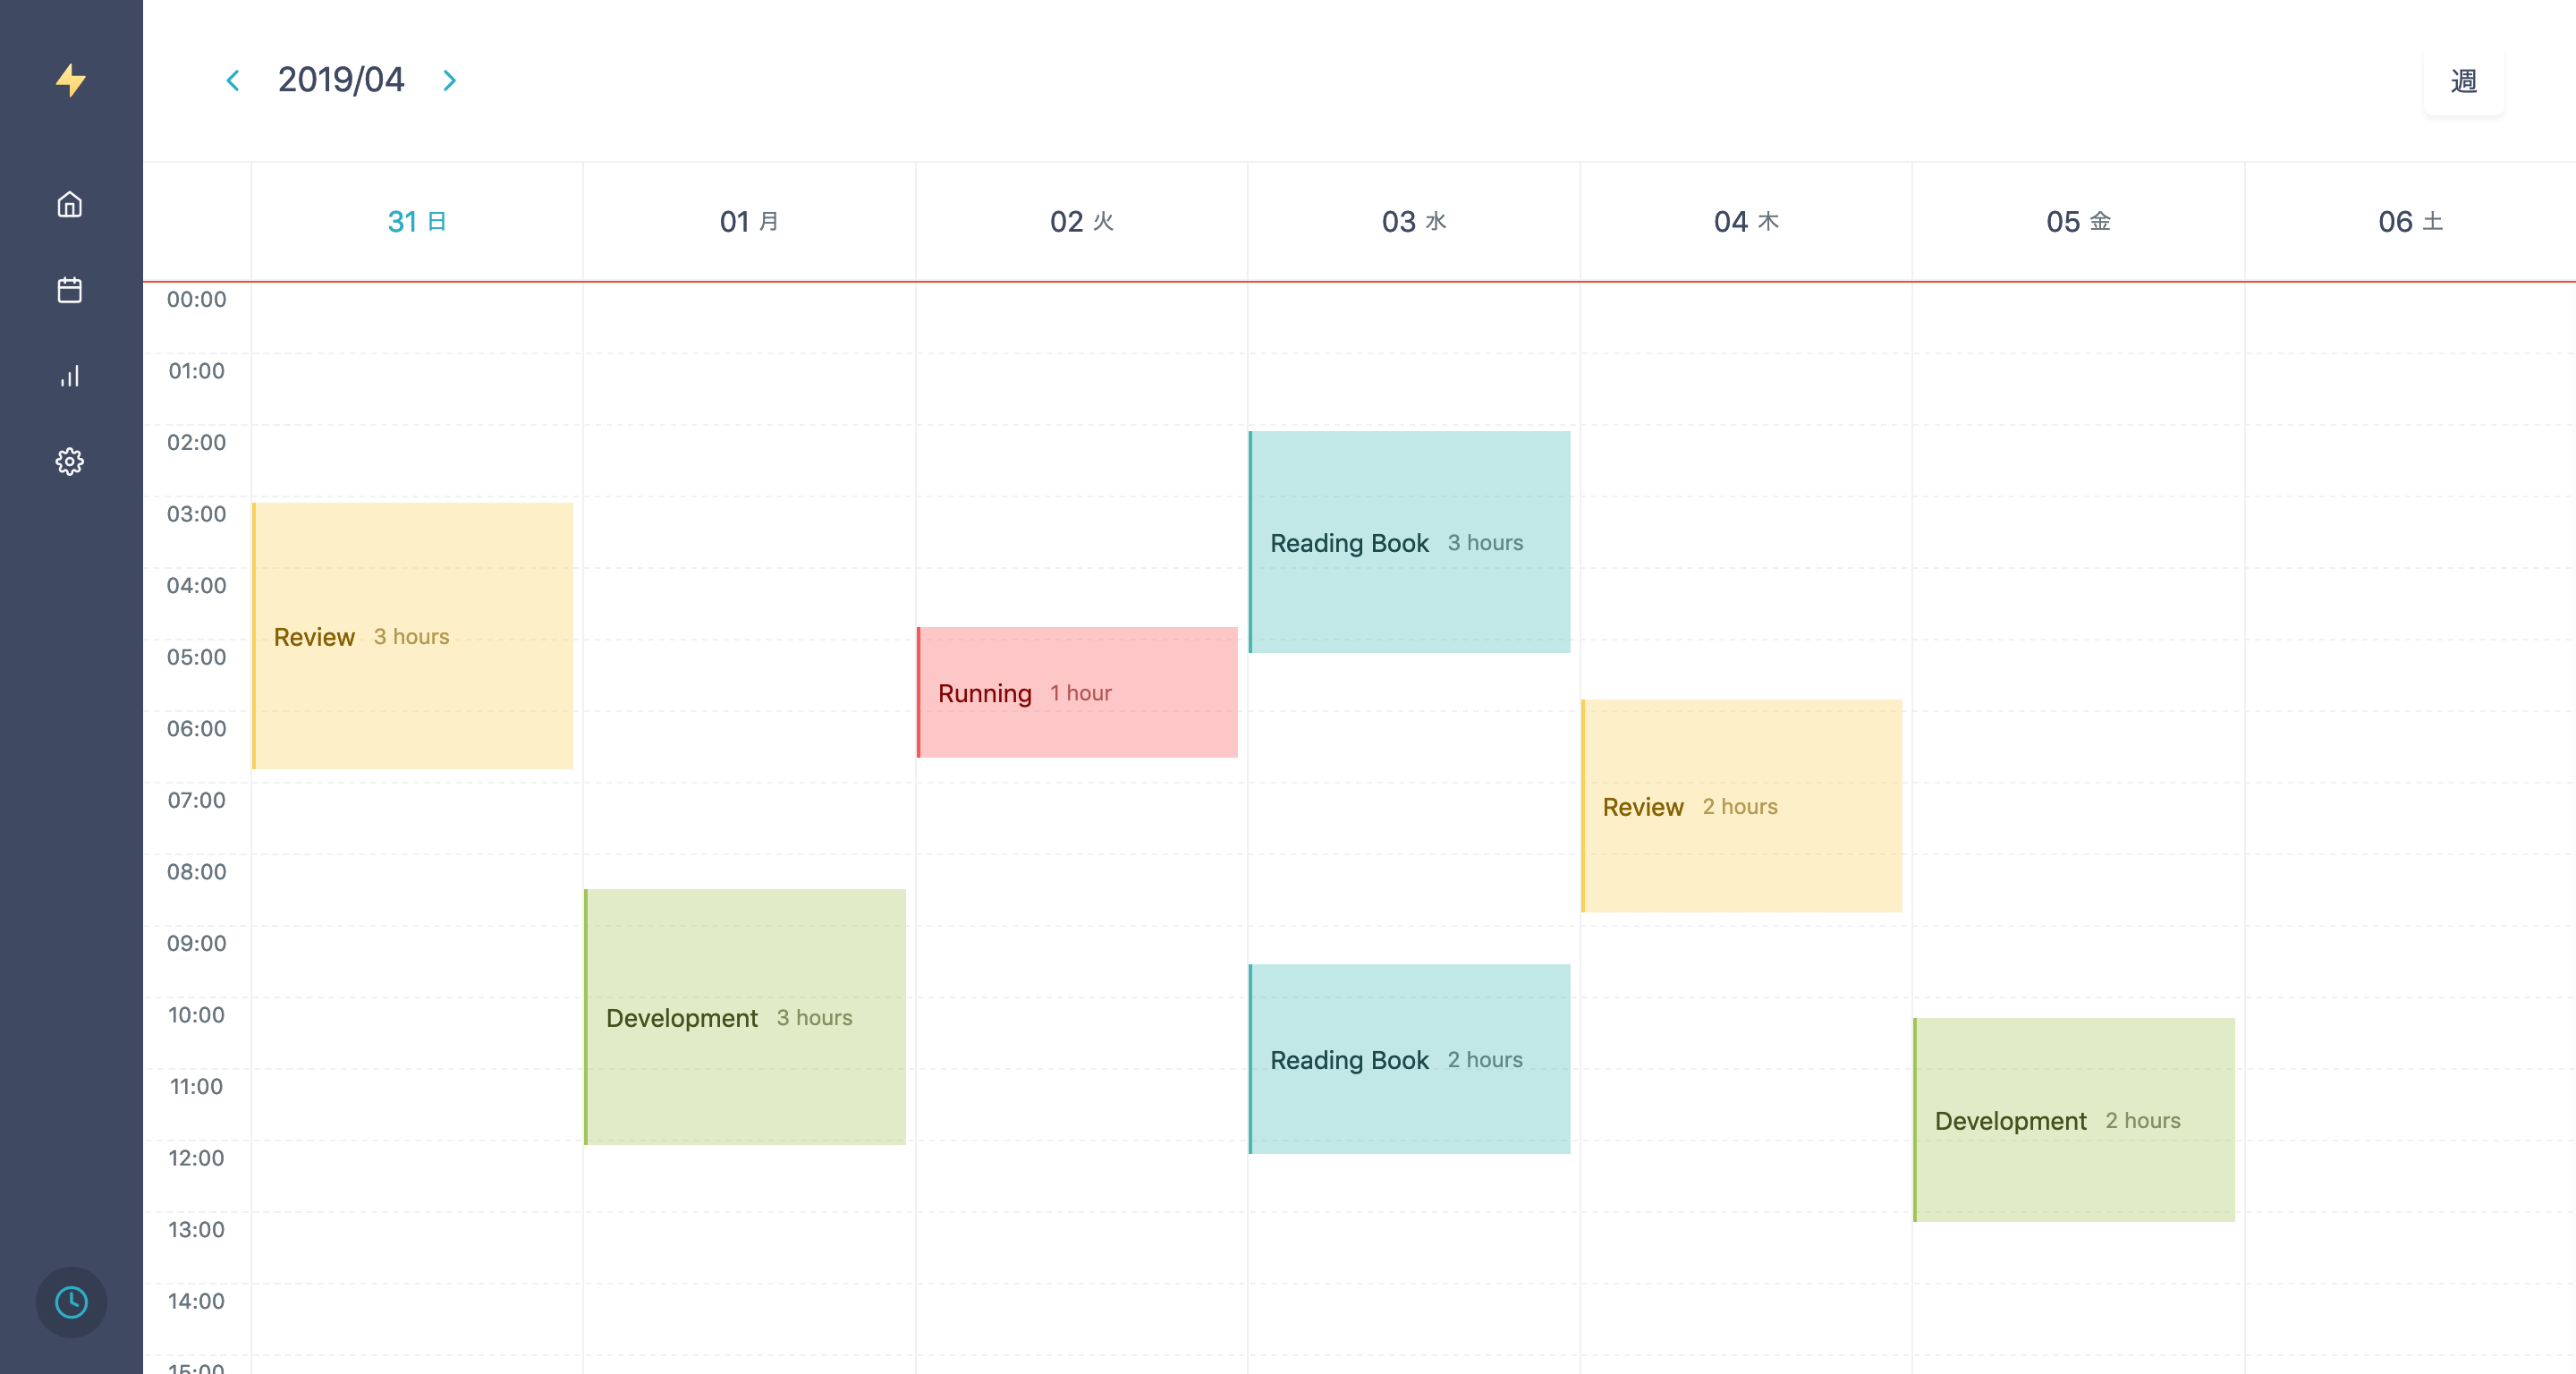 2019/04
週
31 日
01 月
02 火
03 水
04 木
05 金
06 土
00:00
01:00
02:00
03:00
04:00
05:00
06:00
07:00
08:00
09:00
10:00
11:00
12:00
13:00
14:00
15:00
Review 3 hours
Development 3 hours
Running 1 hour
Reading Book 3 hours
Reading Book 2 hours
Review 2 hours
Development 2 hours